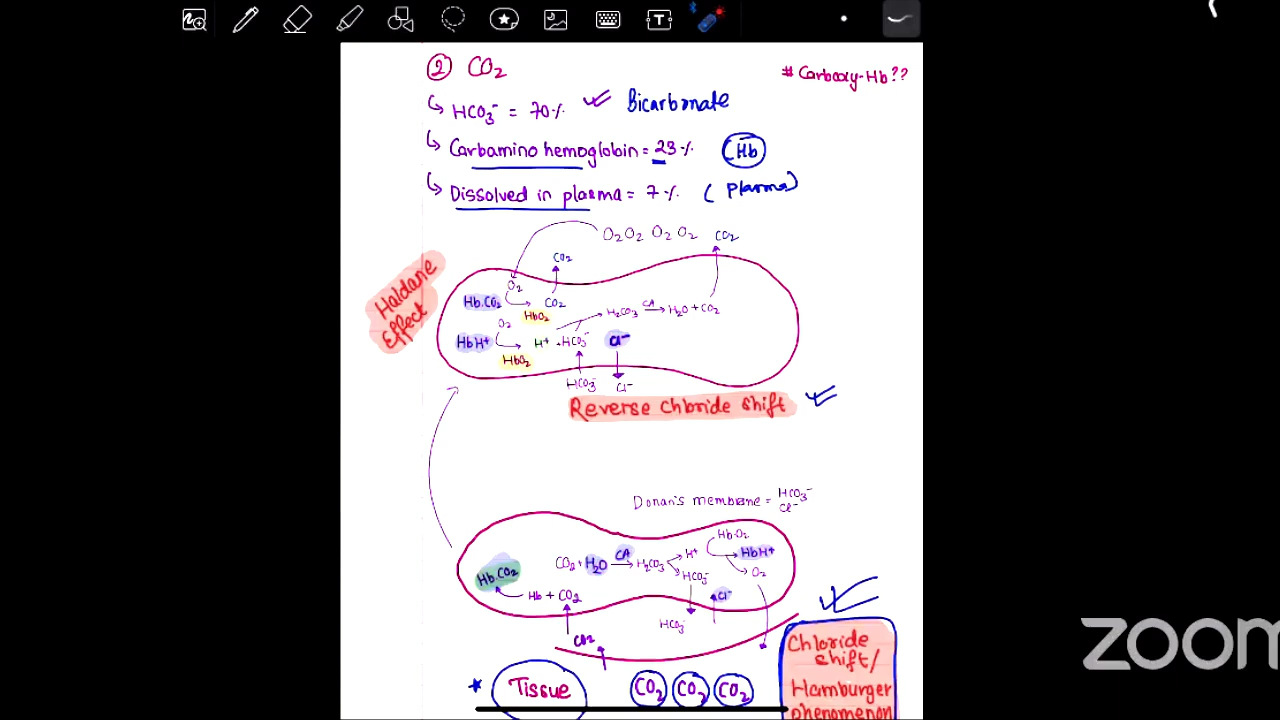 ② CO₂
# Carboxy-Hb??
↳ HCO₃⁻ = 70% ✓ Bicarbonate
↳ Carbamino hemoglobin = 23% (Hb)
↳ Dissolved in plasma = 7% (Plasma)
O₂ O₂ O₂ O₂ CO₂
CO₂
Haldane Effect
O₂
Hb.CO₂ → CO₂
HbO₂
H₂CO₃ CA→ H₂O + CO₂
O₂
HbH⁺ → H⁺ + HCO₃⁻ Cl⁻
HbO₂
HCO₃⁻ Cl⁻
Reverse chloride shift ✓
Donan's membrane = HCO₃⁻
Cl⁻
Hb.O₂
CO₂ + H₂O CA→ H₂CO₃ H⁺ HbH⁺
Hb.CO₂ HCO₃⁻ O₂
Hb + CO₂ Cl⁻
HCO₃⁻
CO₂
Chloride
shift/
Hamburger
phenomenon
* Tissue CO₂ CO₂ CO₂
T
zoom